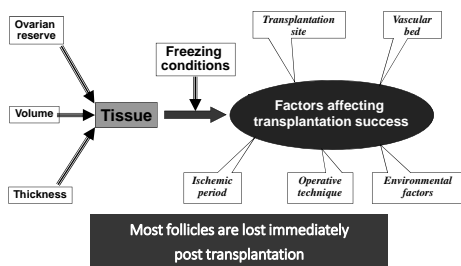 Ovarian
reserve
Volume
Thickness
Tissue
Freezing
conditions
Transplantation
site
Vascular
bed
Factors affecting
transplantation success
Ischemic
period
Operative
technique
Environmental
factors
Most follicles are lost immediately
post transplantation